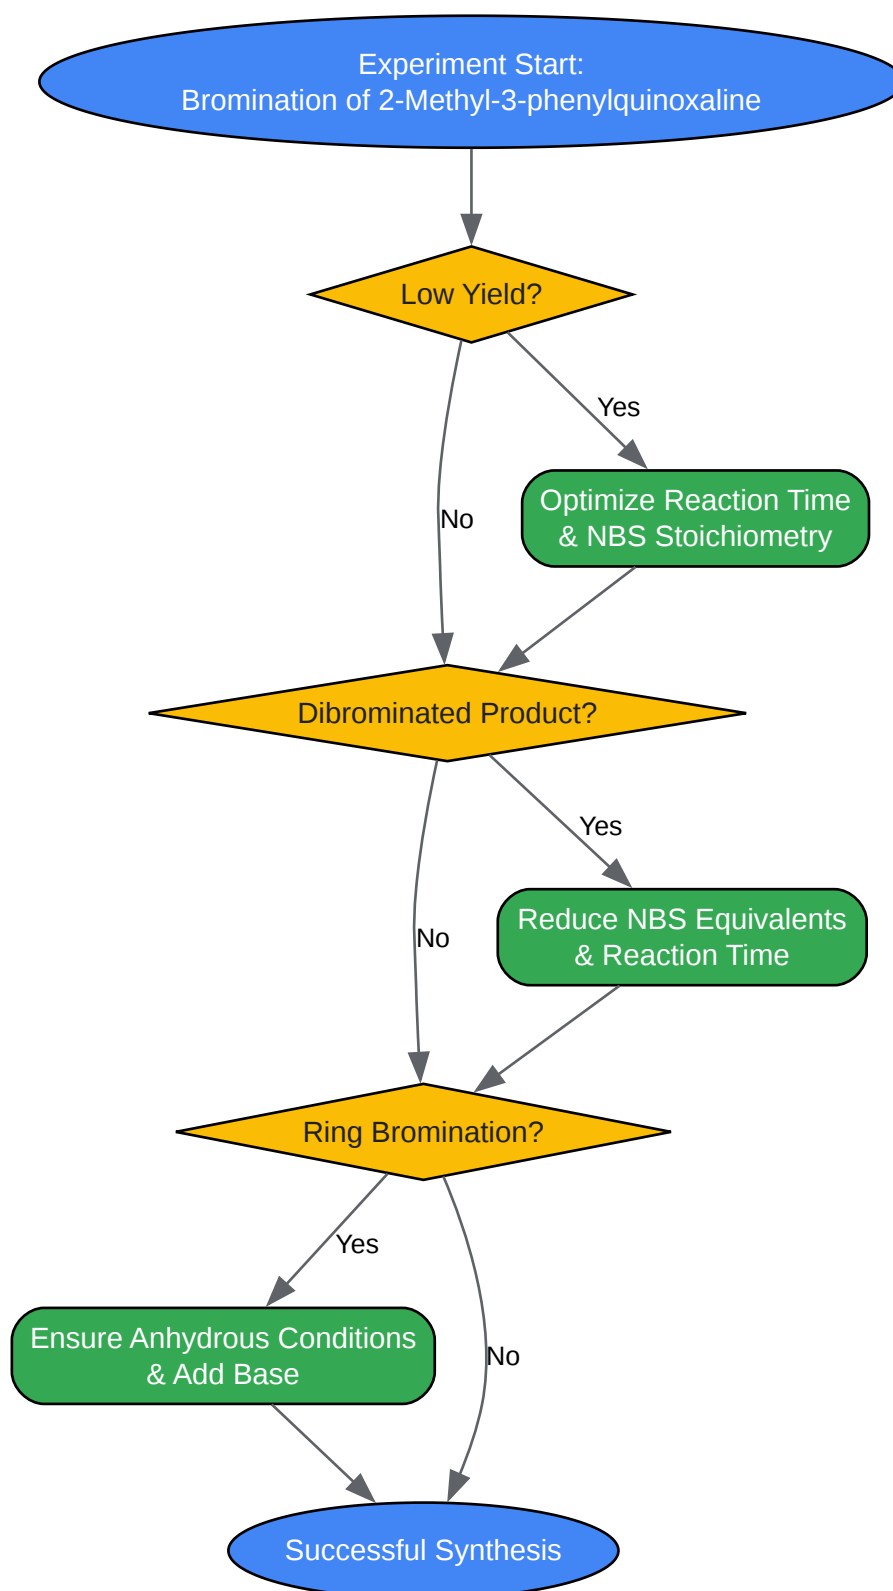 Experiment Start:
Bromination of 2-Methyl-3-phenylquinoxaline
Low Yield?
Yes
Optimize Reaction Time
& NBS Stoichiometry
No
Dibrominated Product?
Yes
Reduce NBS Equivalents
& Reaction Time
No
Ring Bromination?
Yes
Ensure Anhydrous Conditions
& Add Base
No
Successful Synthesis